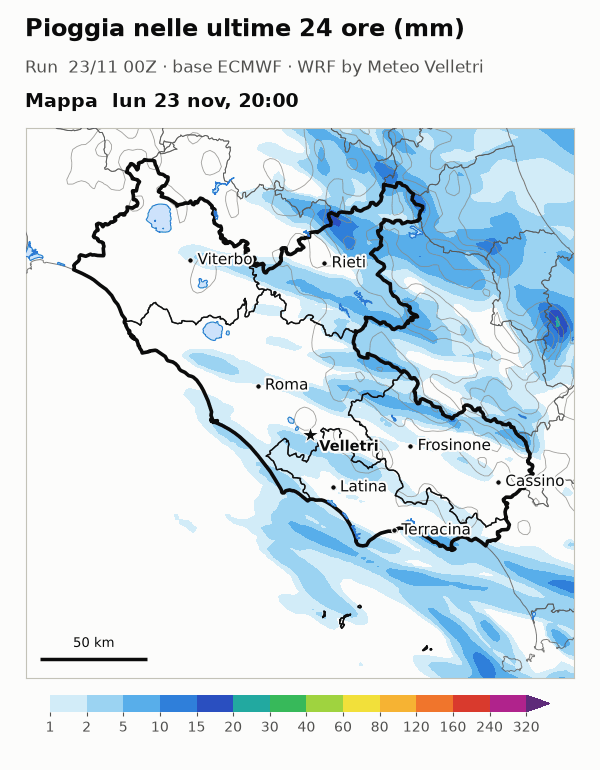 Pioggia nelle ultime 24 ore (mm)
Run  23/11 00Z · base ECMWF · WRF by Meteo Velletri
Mappa  lun 23 nov, 20:00
Viterbo
Rieti
Roma
Velletri
Frosinone
Cassino
Latina
Terracina
50 km
1 2 5 10 15 20 30 40 60 80 120 160 240 320